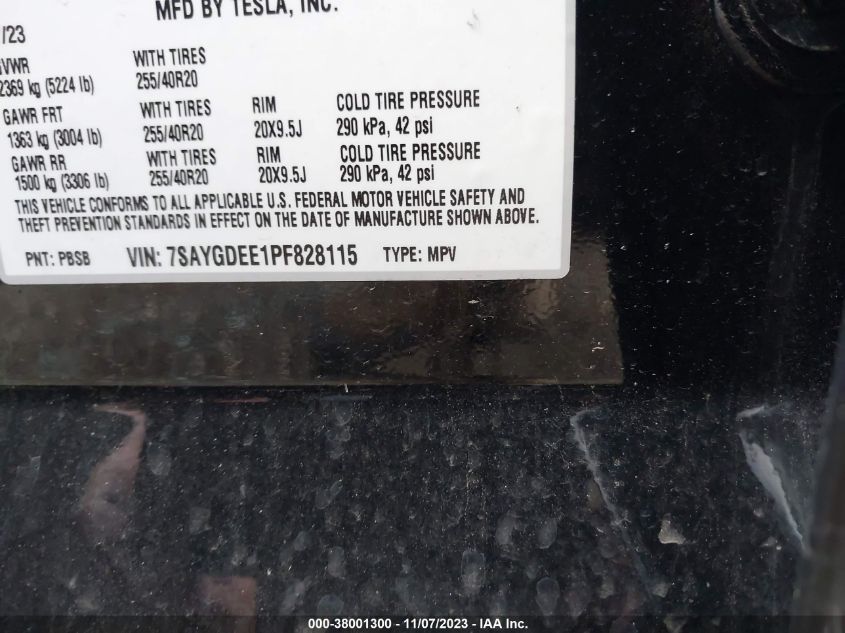 MFD BY TESLA, INC.
/23
GVWR WITH TIRES
2369 kg (5224 lb) 255/40R20
GAWR FRT WITH TIRES RIM COLD TIRE PRESSURE
1363 kg (3004 lb) 255/40R20 20X9.5J 290 kPa, 42 psi
GAWR RR WITH TIRES RIM COLD TIRE PRESSURE
1500 kg (3306 lb) 255/40R20 20X9.5J 290 kPa, 42 psi
THIS VEHICLE CONFORMS TO ALL APPLICABLE U.S. FEDERAL MOTOR VEHICLE SAFETY AND
THEFT PREVENTION STANDARDS IN EFFECT ON THE DATE OF MANUFACTURE SHOWN ABOVE.
PNT: PBSB VIN: 7SAYGDEE1PF828115 TYPE: MPV
000-38001300 - 11/07/2023 - IAA Inc.